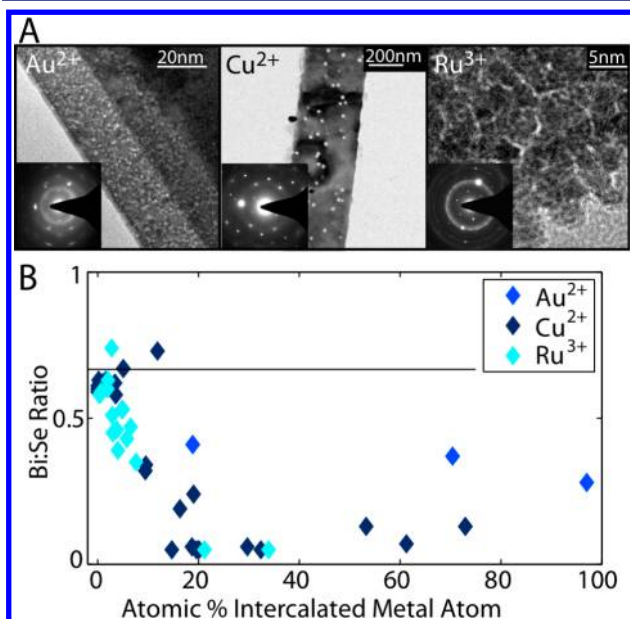 A
Au²⁺
20nm
Cu²⁺
200nm
Ru³⁺
5nm
B
1
0.5
0
Bi:Se Ratio
Au²⁺
Cu²⁺
Ru³⁺
0 20 40 60 80 100
Atomic % Intercalated Metal Atom